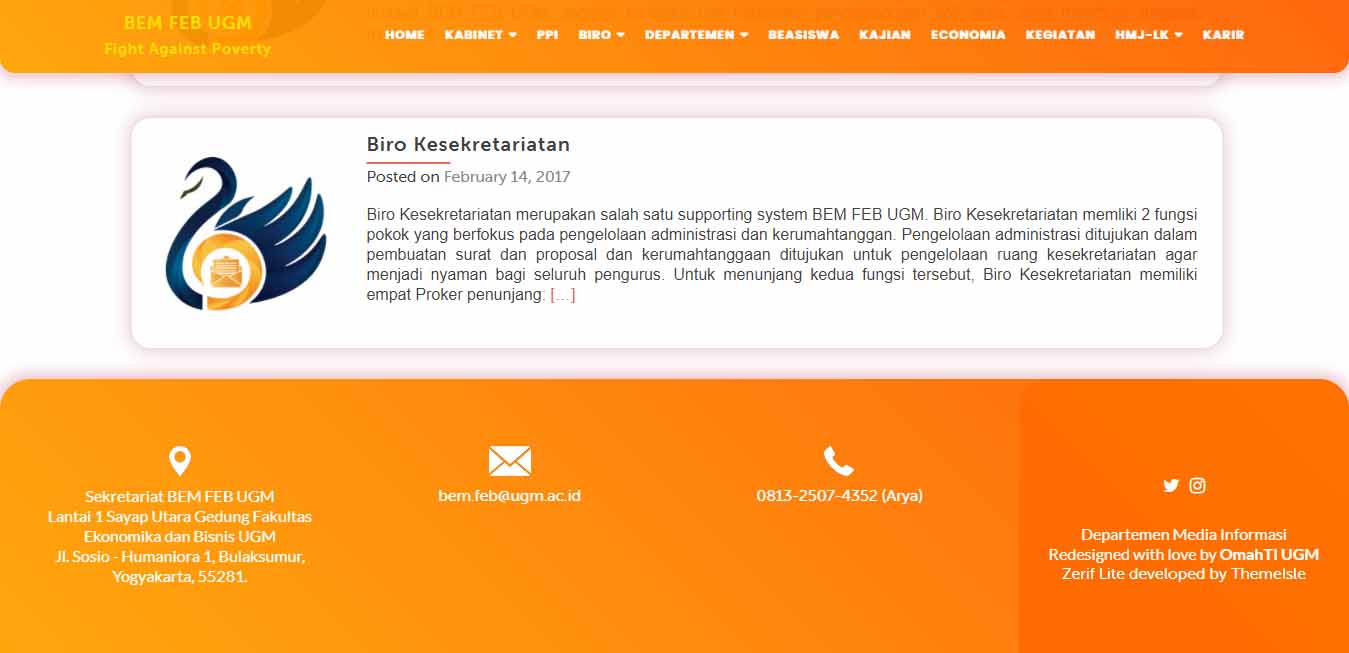 BEM FEB UGM
Fight Against Poverty
HOME KABINET PPI BIRO DEPARTEMEN BEASISWA KAJIAN EKONOMIA KEGIATAN HMJ-LK KARIR
Biro Kesekretariatan
Posted on February 14, 2017
Biro Kesekretariatan merupakan salah satu supporting system BEM FEB UGM. Biro Kesekretariatan memliki 2 fungsi
pokok yang berfokus pada pengelolaan administrasi dan kerumahtanggan. Pengelolaan administrasi ditujukan dalam
pembuatan surat dan proposal dan kerumahtanggaan ditujukan untuk pengelolaan ruang kesekretariatan agar
menjadi nyaman bagi seluruh pengurus. Untuk menunjang kedua fungsi tersebut, Biro Kesekretariatan memiliki
empat Proker penunjang: [...]
Sekretariat BEM FEB UGM
Lantai 1 Sayap Utara Gedung Fakultas
Ekonomika dan Bisnis UGM
Jl. Sosio - Humaniora 1, Bulaksumur,
Yogyakarta, 55281.
bem.feb@ugm.ac.id
0813-2507-4352 (Arya)
Departemen Media Informasi
Redesigned with love by OmahTI UGM
Zerif Lite developed by ThemeIsle